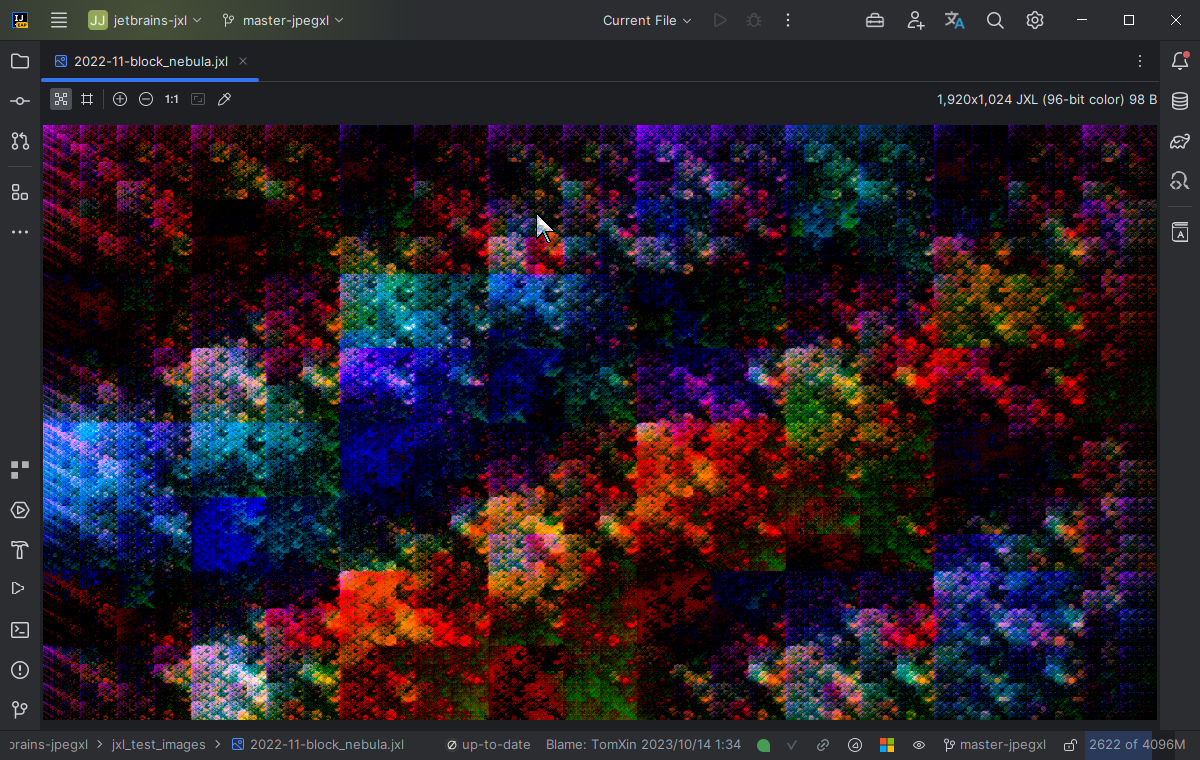 JJ jetbrains-jxl master-jpegxl Current File
2022-11-block_nebula.jxl
1:1 1,920x1,024 JXL (96-bit color) 98 B
brains-jpegxl jxl_test_images 2022-11-block_nebula.jxl up-to-date Blame: TomXin 2023/10/14 1:34 master-jpegxl 2622 of 4096M